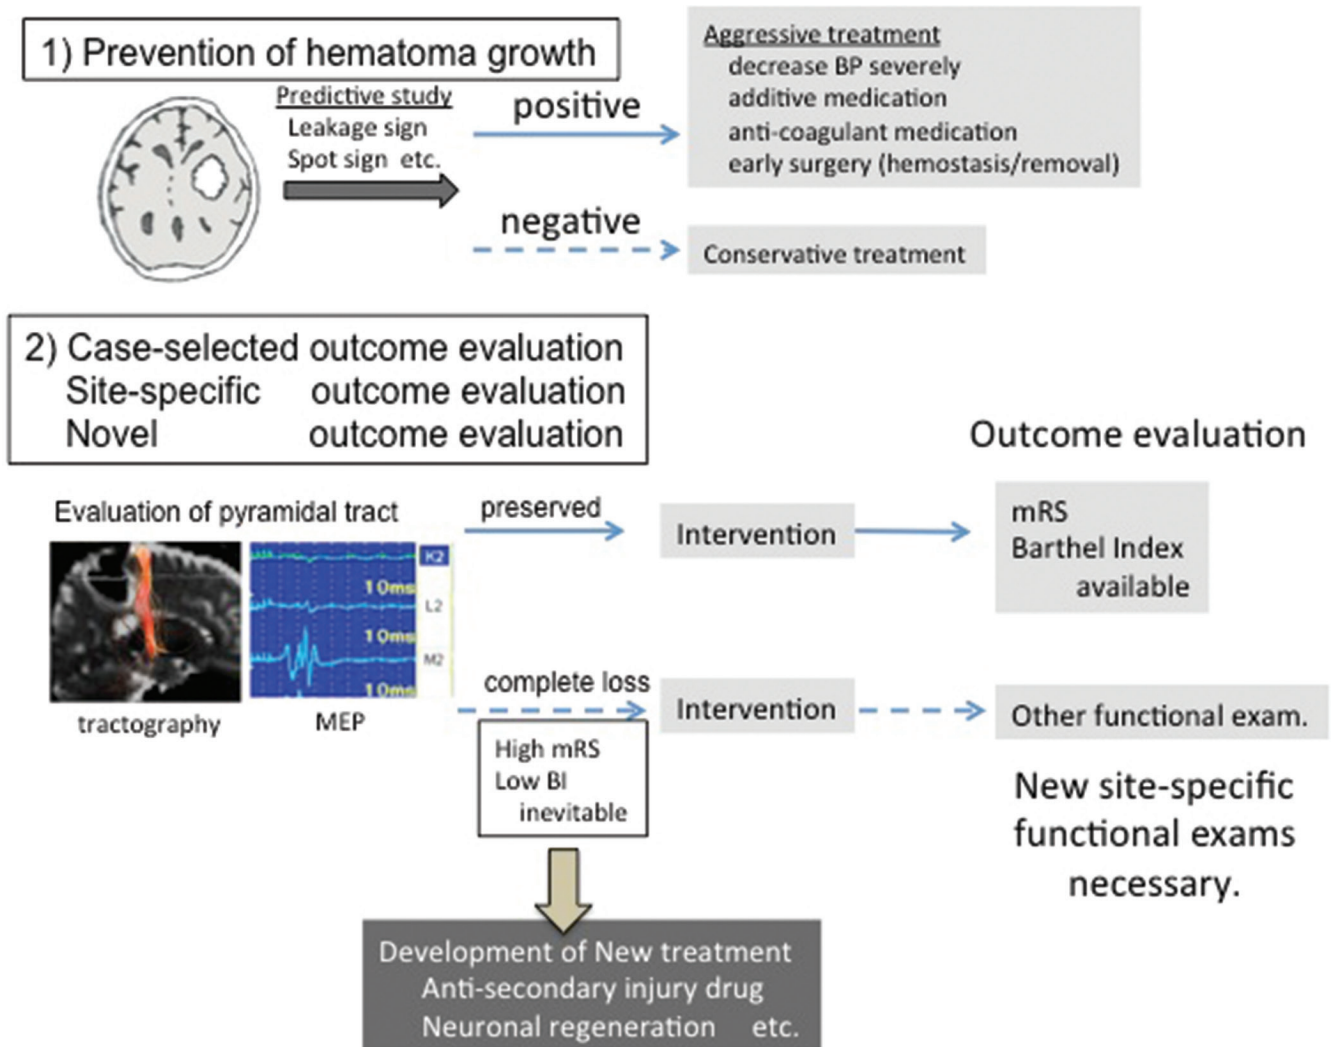 1) Prevention of hematoma growth
Predictive study
Leakage sign
Spot sign etc.
positive
negative
Aggressive treatment
decrease BP severely
additive medication
anti-coagulant medication
early surgery (hemostasis/removal)
Conservative treatment
2) Case-selected outcome evaluation
Site-specific outcome evaluation
Novel outcome evaluation
Outcome evaluation
Evaluation of pyramidal tract
preserved
Intervention
mRS
Barthel Index
available
K2
10ms
L2
10ms
M2
10ms
tractography
MEP
complete loss
Intervention
Other functional exam.
High mRS
Low BI
inevitable
New site-specific
functional exams
necessary.
Development of New treatment
Anti-secondary injury drug
Neuronal regeneration etc.